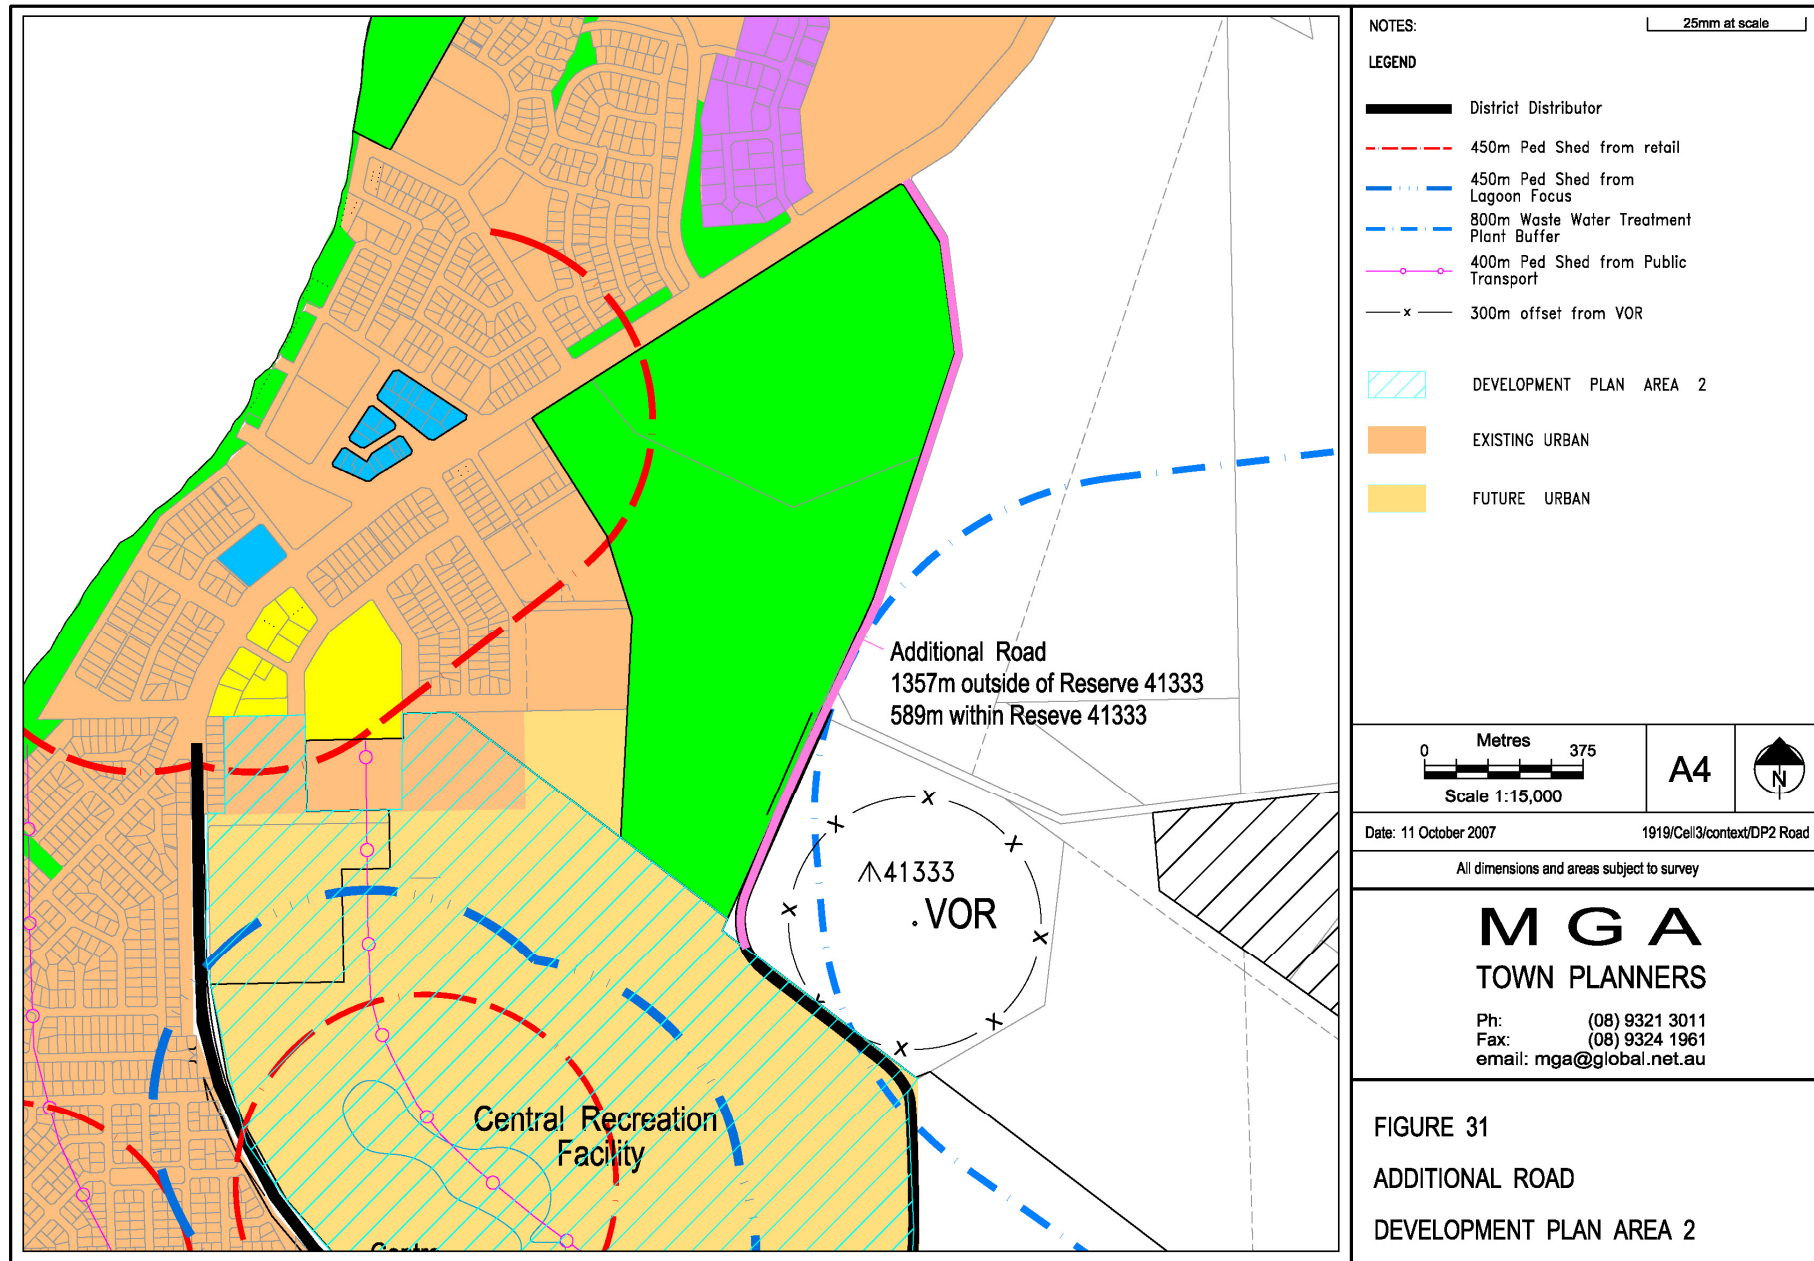 Additional Road
1357m outside of Reserve 41333
589m within Reseve 41333
41333
.VOR
Central Recreation
Facility
NOTES:
25mm at scale
LEGEND
District Distributor
450m Ped Shed from retail
450m Ped Shed from
Lagoon Focus
800m Waste Water Treatment
Plant Buffer
400m Ped Shed from Public
Transport
x 300m offset from VOR
DEVELOPMENT PLAN AREA 2
EXISTING URBAN
FUTURE URBAN
0 Metres 375
Scale 1:15,000
A4
N
Date: 11 October 2007 1919/Cell3/context/DP2 Road
All dimensions and areas subject to survey
MGA
TOWN PLANNERS
Ph: (08) 9321 3011
Fax: (08) 9324 1961
email: mga@global.net.au
FIGURE 31
ADDITIONAL ROAD
DEVELOPMENT PLAN AREA 2